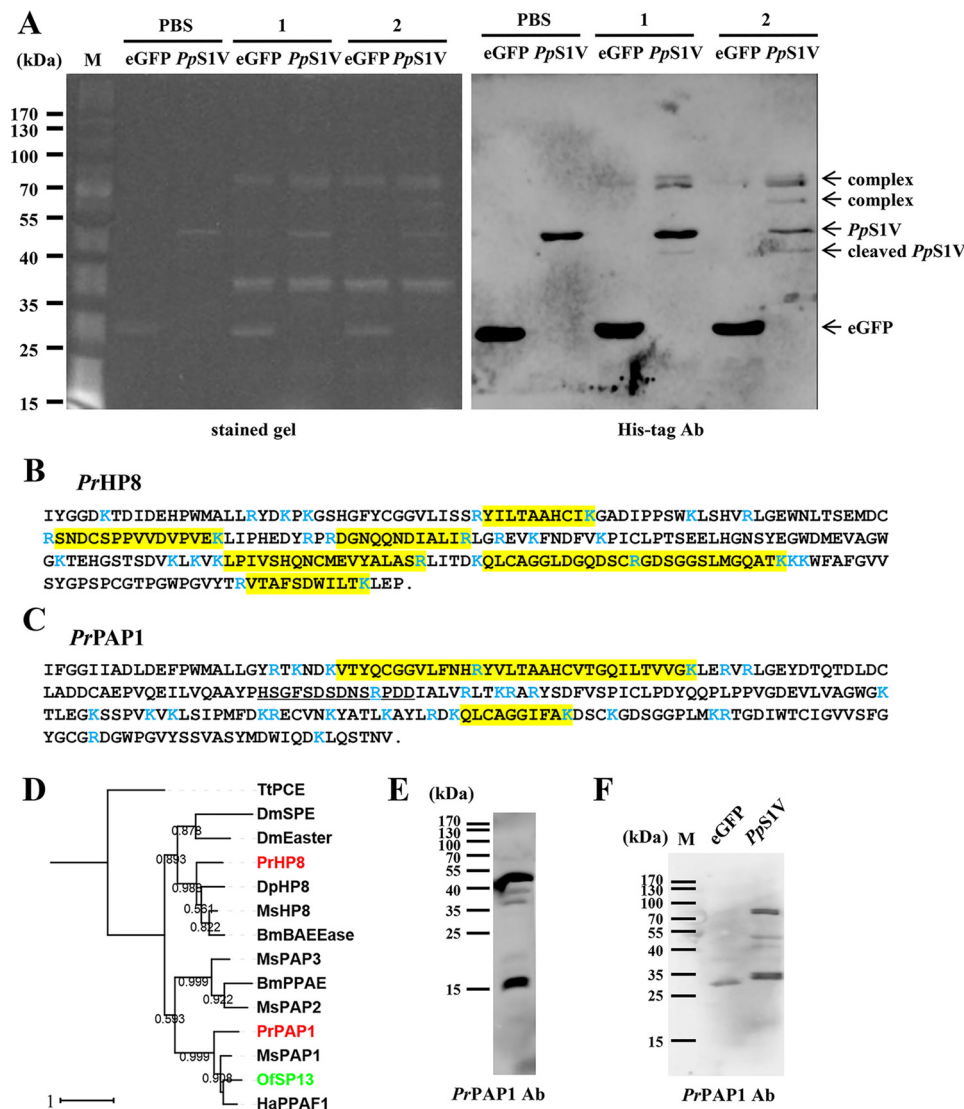 A
PBS 1 2
PBS 1 2
(kDa) M eGFP PpS1V eGFP PpS1V eGFP PpS1V
eGFP PpS1V eGFP PpS1V eGFP PpS1V
170
130
100
70
55
40
35
25
15
complex
complex
PpS1V
cleaved PpS1V
eGFP
stained gel
His-tag Ab
B
PrHP8
IYGGDKTDIDEHPWMALLRYDKPKGSHGFYCGGVLISSRYILTAAHCIKGADIPPSWKLSHVRLGEWNLTSEMDC
RSNDCSPPVVDVPVEKLIPHEDYRPRDGNQQNDIALIRLGREVKFNDFVKPICLPTSEELHGNSYEGWDMEVAGW
GKTEHGSTSDVKLKVKLPIVSHQNCMEVYALASRLITDKQLCAGGLDGQDSCRGDSGGSLMGQATKKKWFAFGVV
SYGPSPCGTPGWPGVYTRVTAFSDWILTKLEP.
C
PrPAP1
IFGGIIADLDEFPWMALLGYRTKNDKVTYQCGGVLFNHRYVLTAAHCVTGQILTVVGKLERVRLGEYDTQTDLDC
LADDCAEPVQEILVQAAYPHSGFSDSDNSRPDDIALVRLTKRARYSDFVSPICLPDYQQPLPPVGDEVLVAGWGK
TLEGKSSPVKVKLSIPMFDKRECVNKYATLKAYLRDKQLCAGGIFAKDSCKGDSGGPLMKRTGDIWTCIGVVSFG
YGCGRDGWPGVYSSVASYMDWIQDKLQSTNV.
D
TtPCE
DmSPE
0.878
DmEaster
0.893
PrHP8
0.988
DpHP8
0.561
MsHP8
0.822
BmBAEEase
MsPAP3
0.999
BmPPAE
0.922
MsPAP2
0.593
PrPAP1
0.999
MsPAP1
0.908
OfSP13
HaPPAF1
1
E
(kDa)
170
130
100
70
55
40
35
25
15
PrPAP1 Ab
F
(kDa) M eGFP PpS1V
170
130
100
70
55
40
35
25
15
PrPAP1 Ab